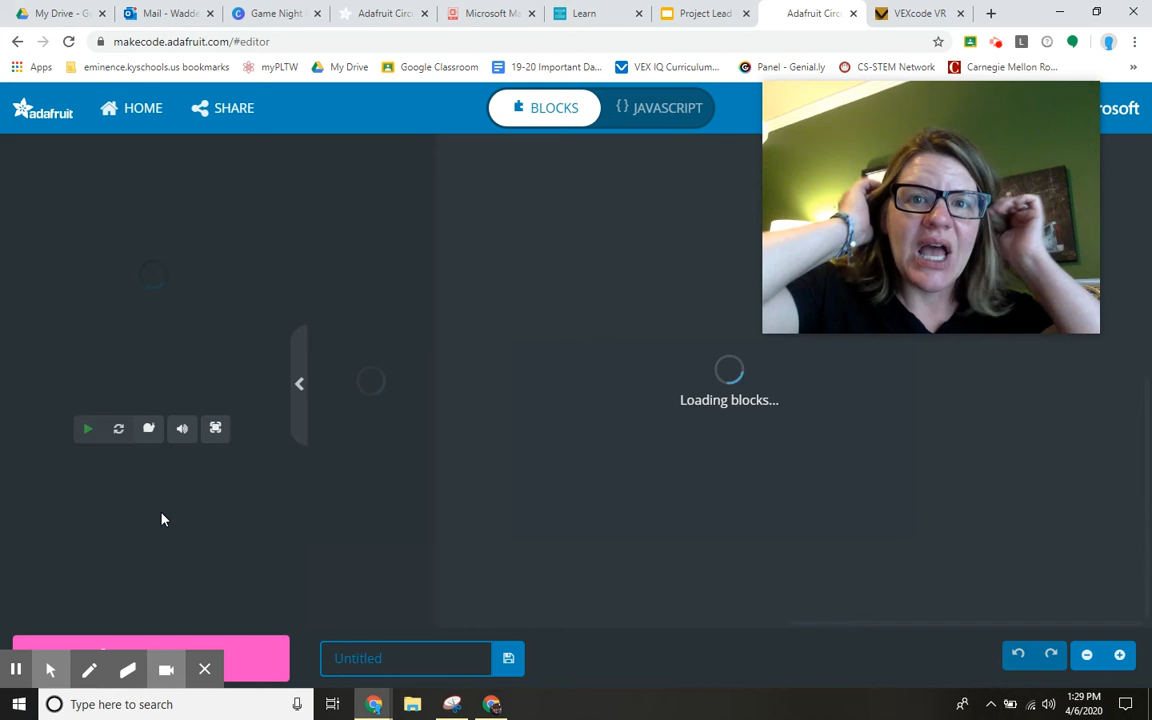 My Drive - G
Mail - Wadde
Game Night
Adafruit Circ
Microsoft Ma
Learn
Project Lead
Adafruit Circ
VEXcode VR
makecode.adafruit.com/#editor
Apps
eminence.kyschools.us bookmarks
myPLTW
My Drive
Google Classroom
19-20 Important Da...
VEX IQ Curriculum...
Panel - Genial.ly
CS-STEM Network
Carnegie Mellon Ro...
»
adafruit
HOME
SHARE
BLOCKS
{} JAVASCRIPT
rosoft
Loading blocks...
Untitled
Type here to search
1:29 PM
4/6/2020